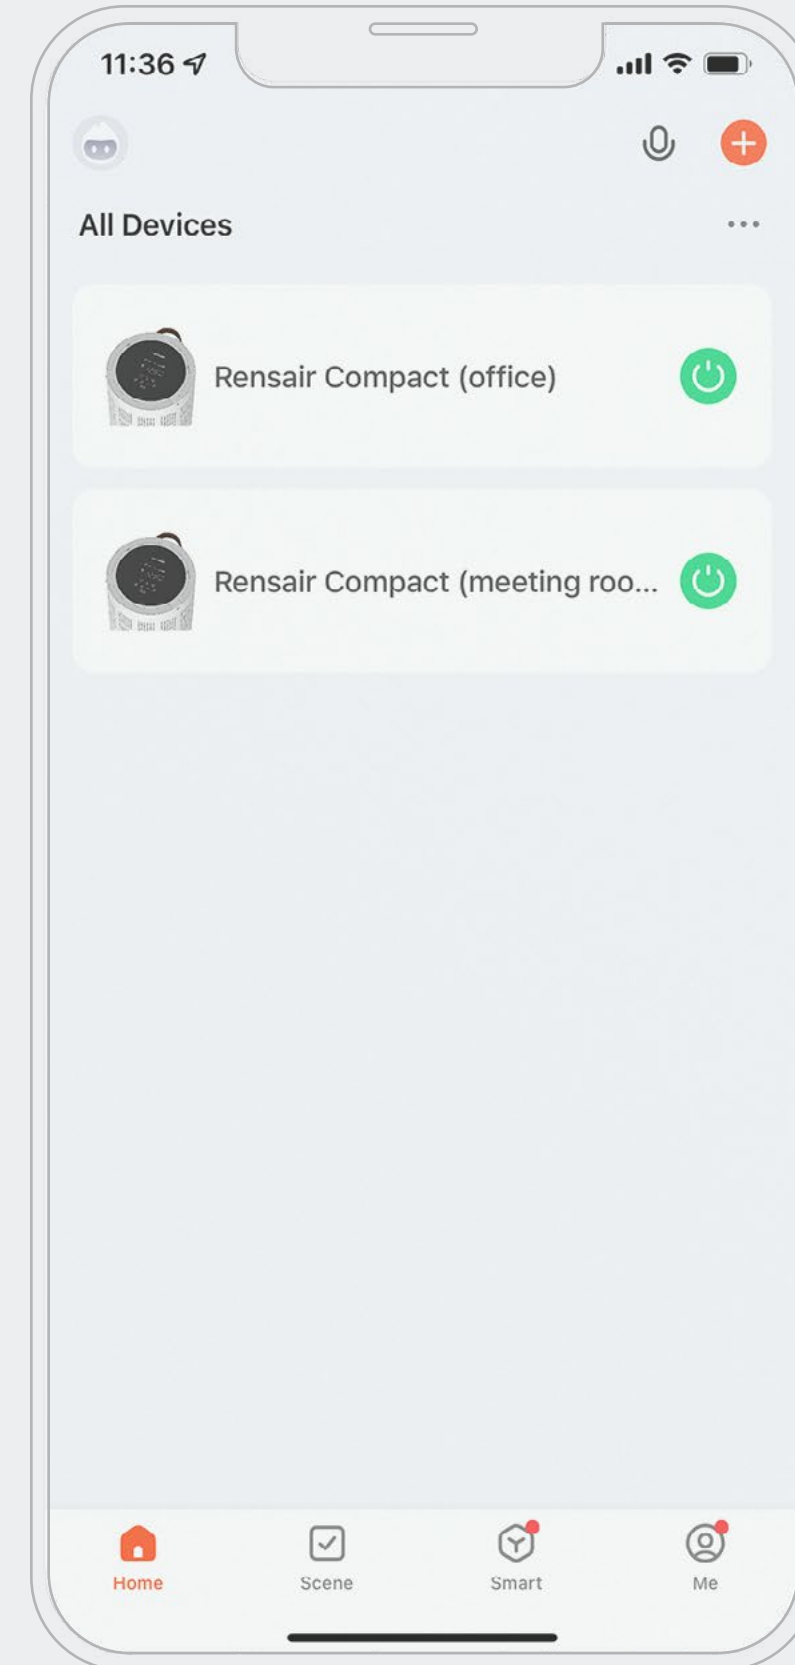 11:36
All Devices
Rensair Compact (office)
Rensair Compact (meeting roo...
Home
Scene
Smart
Me